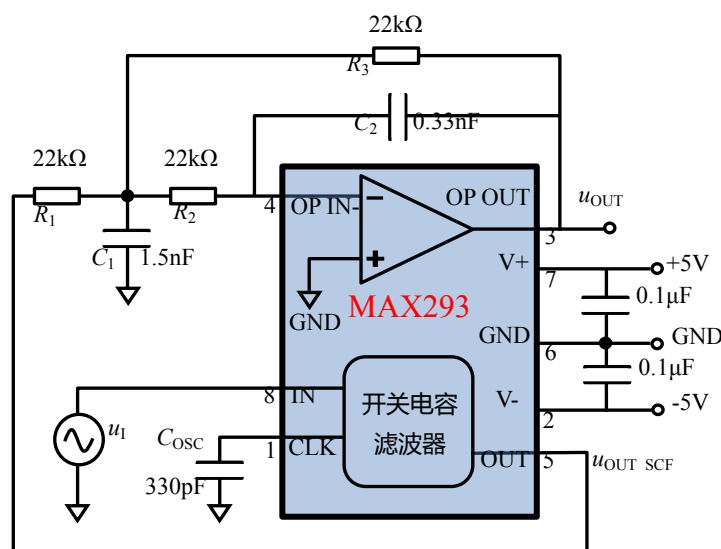 22kΩ
R3
C2 0.33nF
22kΩ 22kΩ
R1 R2
4 OP IN- OP OUT
3 uOUT
C1 1.5nF
V+
7 +5V
0.1μF
GND
MAX293
GND
6 GND
0.1μF
V-
2 -5V
8 IN
开关电容
滤波器
uI
COSC
1 CLK
330pF
OUT
5 uOUT_SCF